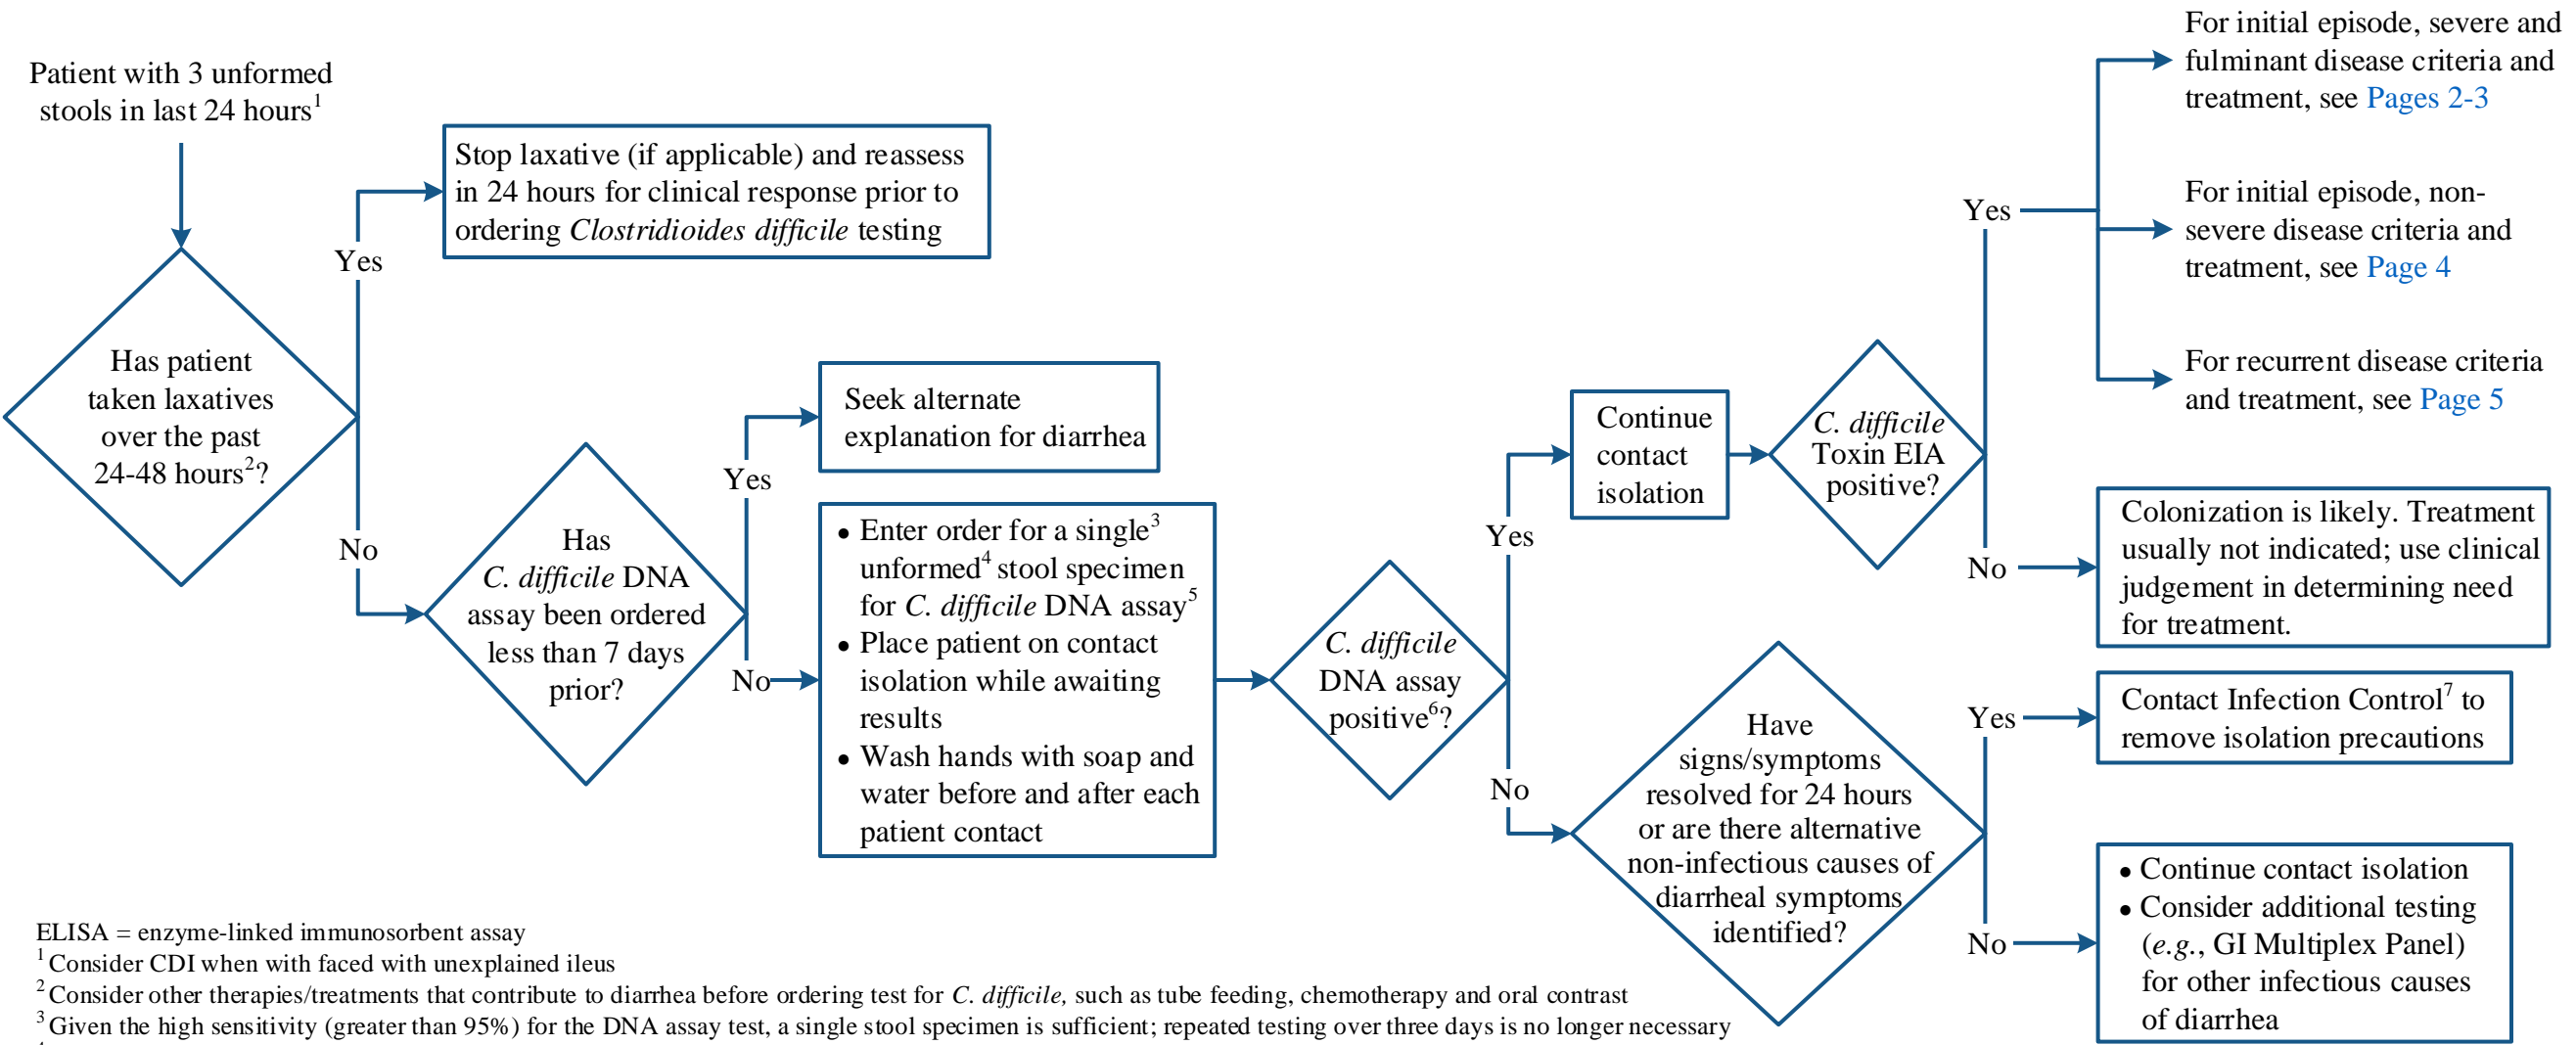 Patient with 3 unformed
stools in last 24 hours1
Has patient
taken laxatives
over the past
24-48 hours2?
Yes
Stop laxative (if applicable) and reassess
in 24 hours for clinical response prior to
ordering Clostridioides difficile testing
No
Has
C. difficile DNA
assay been ordered
less than 7 days
prior?
Yes
Seek alternate
explanation for diarrhea
No
• Enter order for a single3
unformed4 stool specimen
for C. difficile DNA assay5
• Place patient on contact
isolation while awaiting
results
• Wash hands with soap and
water before and after each
patient contact
C. difficile
DNA assay
positive6?
Yes
Continue
contact
isolation
C. difficile
Toxin EIA
positive?
Yes
For initial episode, severe and
fulminant disease criteria and
treatment, see Pages 2-3
For initial episode, non-
severe disease criteria and
treatment, see Page 4
For recurrent disease criteria
and treatment, see Page 5
No
Colonization is likely. Treatment
usually not indicated; use clinical
judgement in determining need
for treatment.
No
Have
signs/symptoms
resolved for 24 hours
or are there alternative
non-infectious causes of
diarrheal symptoms
identified?
Yes
Contact Infection Control7 to
remove isolation precautions
No
• Continue contact isolation
• Consider additional testing
(e.g., GI Multiplex Panel)
for other infectious causes
of diarrhea
ELISA = enzyme-linked immunosorbent assay
1 Consider CDI when with faced with unexplained ileus
2 Consider other therapies/treatments that contribute to diarrhea before ordering test for C. difficile, such as tube feeding, chemotherapy and oral contrast
3 Given the high sensitivity (greater than 95%) for the DNA assay test, a single stool specimen is sufficient; repeated testing over three days is no longer necessary